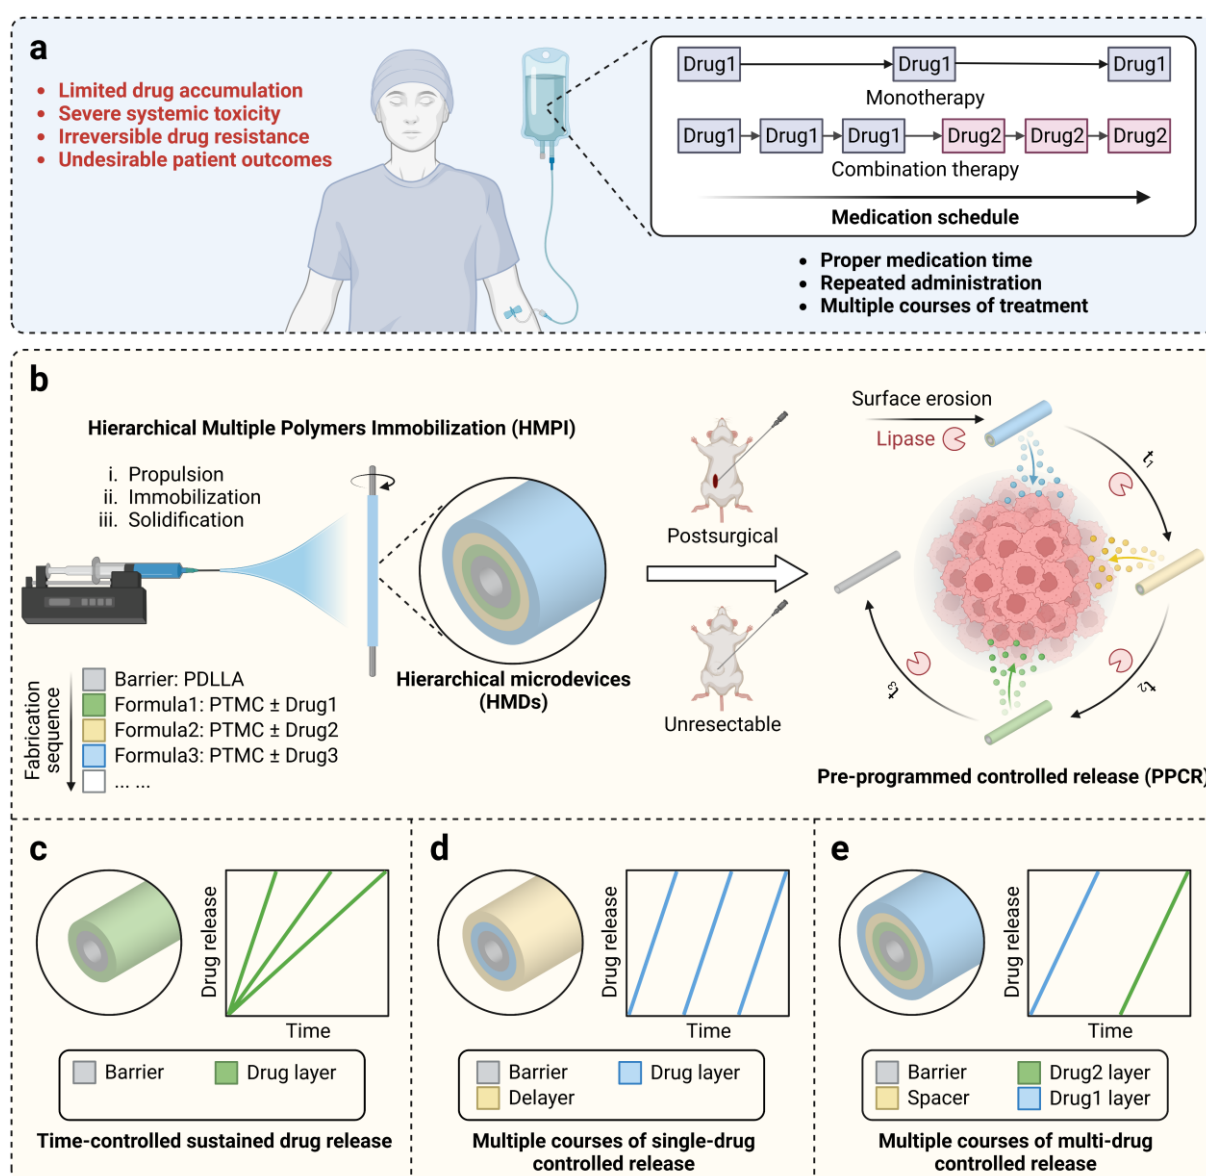 a
Limited drug accumulation
Severe systemic toxicity
Irreversible drug resistance
Undesirable patient outcomes
Drug1 Drug1 Drug1
Monotherapy
Drug1 Drug1 Drug1 Drug2 Drug2 Drug2
Combination therapy
Medication schedule
Proper medication time
Repeated administration
Multiple courses of treatment
b
Hierarchical Multiple Polymers Immobilization (HMPI)
i. Propulsion
ii. Immobilization
iii. Solidification
Hierarchical microdevices
(HMDs)
Fabrication
sequence
Barrier: PDLLA
Formula1: PTMC ± Drug1
Formula2: PTMC ± Drug2
Formula3: PTMC ± Drug3
... ...
Postsurgical
Unresectable
Surface erosion
Lipase
t1
t2
t3
Pre-programmed controlled release (PPCR)
c
Drug release
Time
Barrier
Drug layer
Time-controlled sustained drug release
d
Drug release
Time
Barrier
Drug layer
Delayer
Multiple courses of single-drug
controlled release
e
Drug release
Time
Barrier
Drug2 layer
Spacer
Drug1 layer
Multiple courses of multi-drug
controlled release